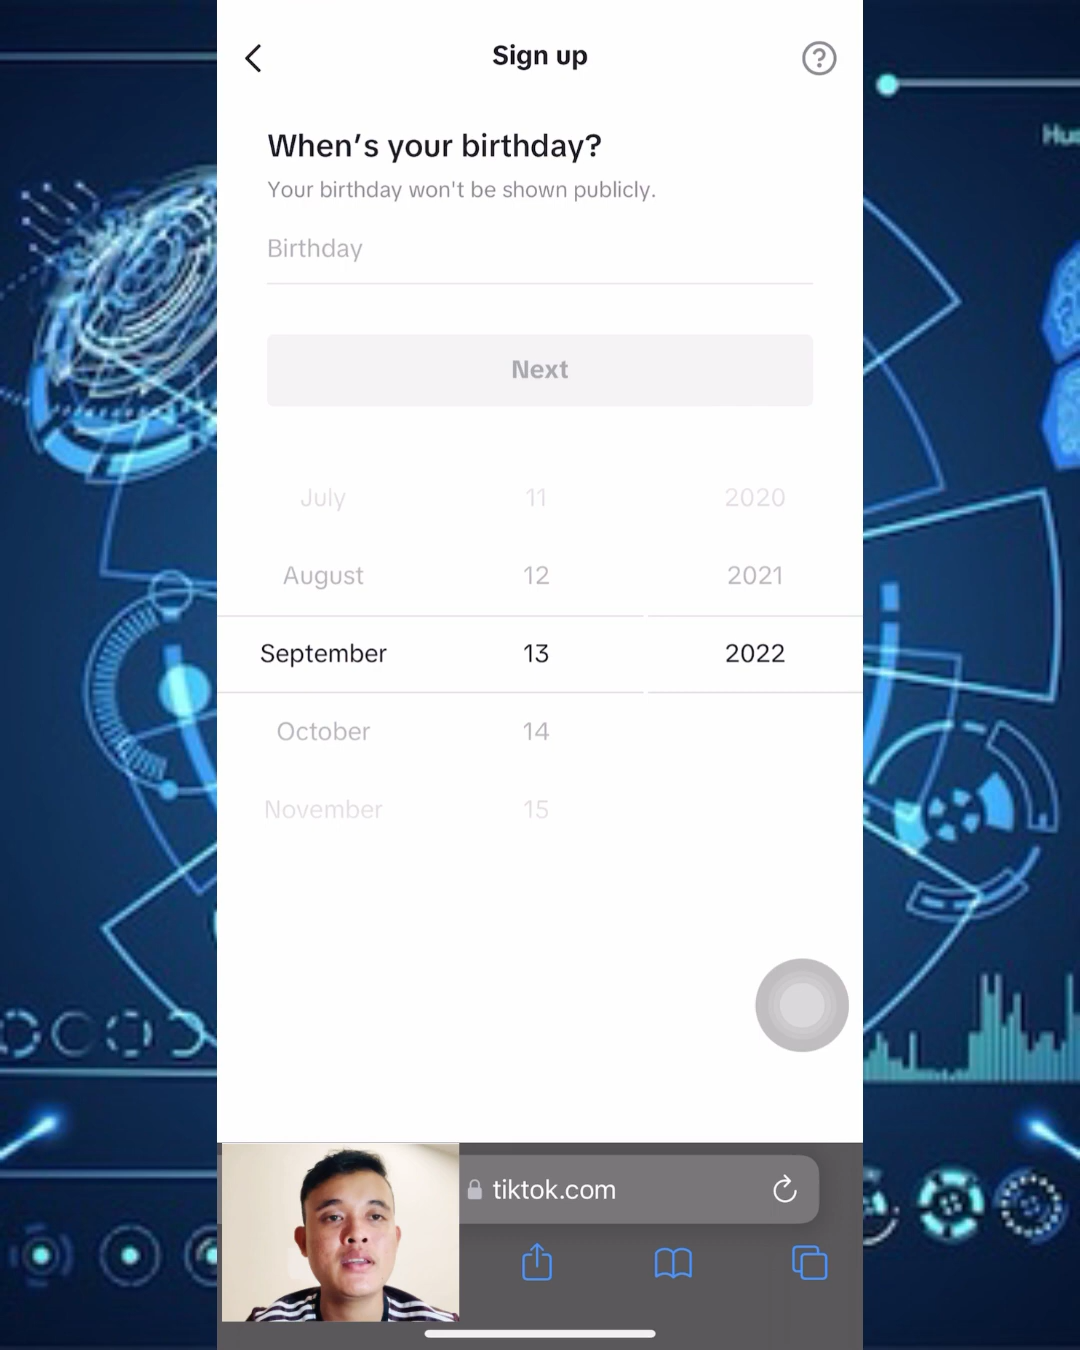 Sign up
When's your birthday?
Your birthday won't be shown publicly.
Birthday
Next
July 11 2020
August 12 2021
September 13 2022
October 14
November 15
tiktok.com